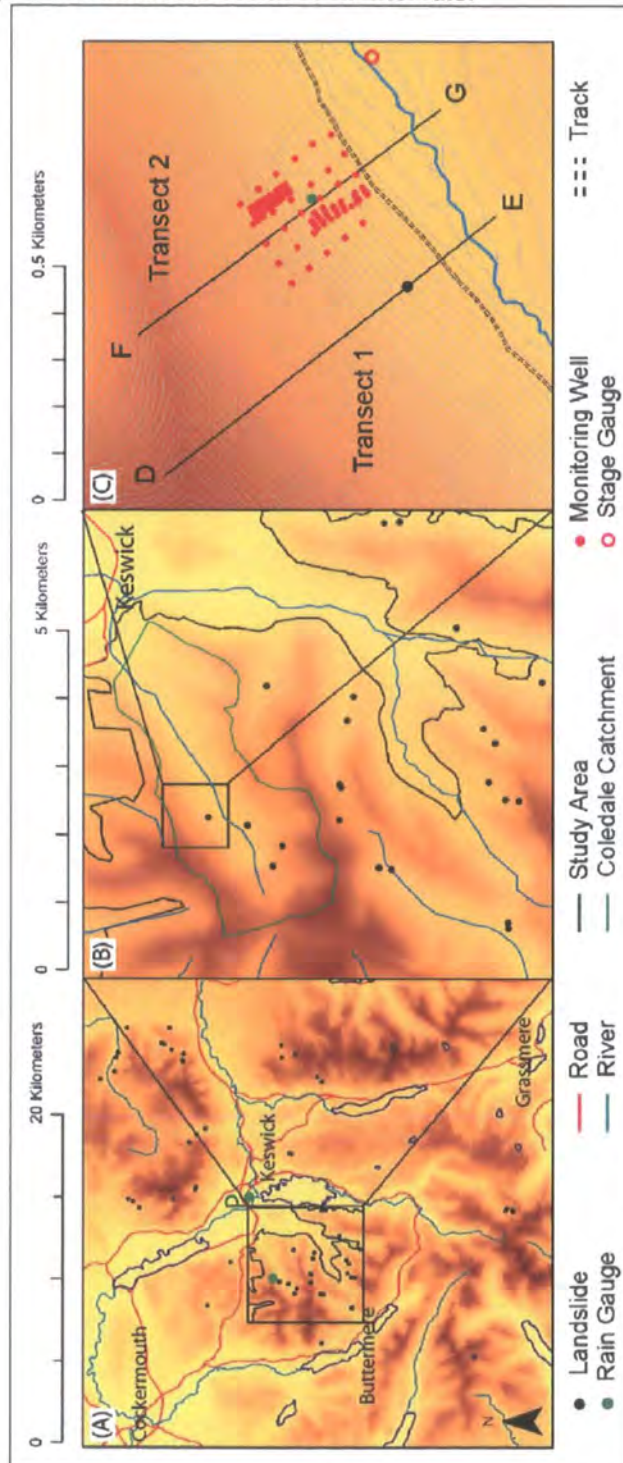 (A)
0
20 Kilometers
Cockermouth
P
Keswick
Buttermere
Grassmere
N
(B)
0
5 Kilometers
Keswick
(C)
0
0.5 Kilometers
D
F
Transect 2
Transect 1
E
G
Landslide
Road
Study Area
Monitoring Well
Track
Rain Gauge
River
Coledale Catchment
Stage Gauge